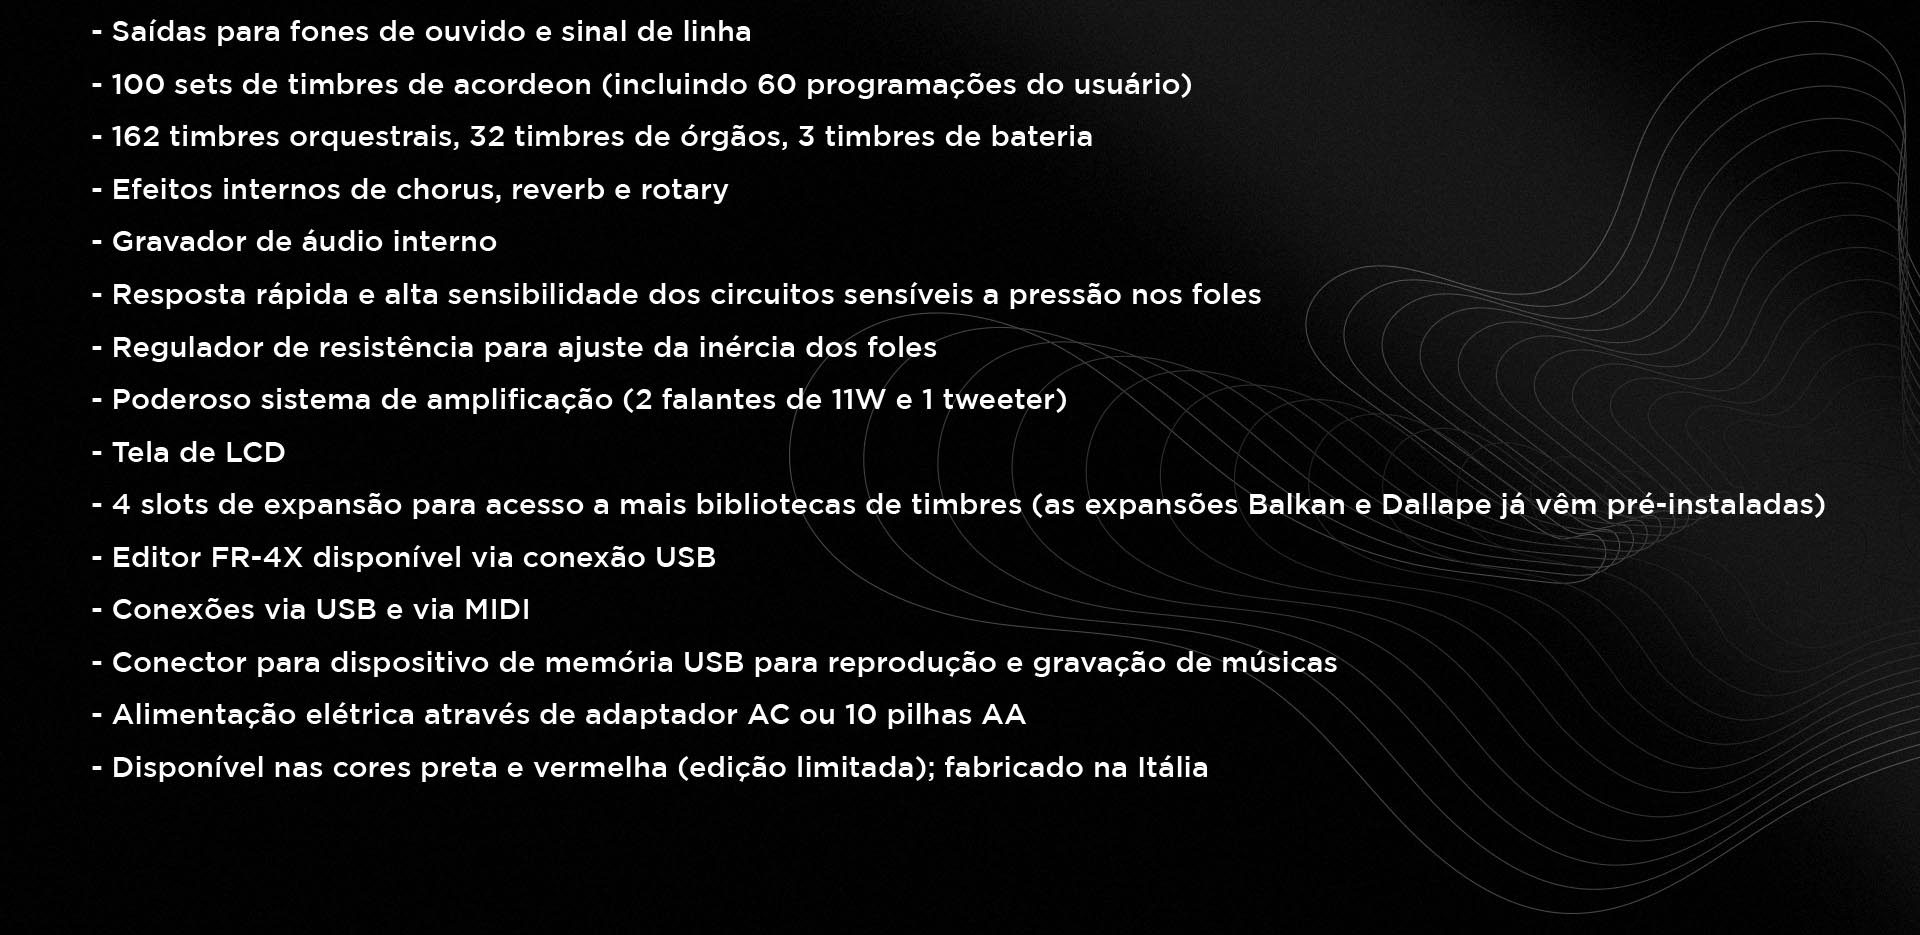 - Saídas para fones de ouvido e sinal de linha
- 100 sets de timbres de acordeon (incluindo 60 programações do usuário)
- 162 timbres orquestrais, 32 timbres de órgãos, 3 timbres de bateria
- Efeitos internos de chorus, reverb e rotary
- Gravador de áudio interno
- Resposta rápida e alta sensibilidade dos circuitos sensíveis a pressão nos foles
- Regulador de resistência para ajuste da inércia dos foles
- Poderoso sistema de amplificação (2 falantes de 11W e 1 tweeter)
- Tela de LCD
- 4 slots de expansão para acesso a mais bibliotecas de timbres (as expansões Balkan e Dallape já vêm pré-instaladas)
- Editor FR-4X disponível via conexão USB
- Conexões via USB e via MIDI
- Conector para dispositivo de memória USB para reprodução e gravação de músicas
- Alimentação elétrica através de adaptador AC ou 10 pilhas AA
- Disponível nas cores preta e vermelha (edição limitada); fabricado na Itália